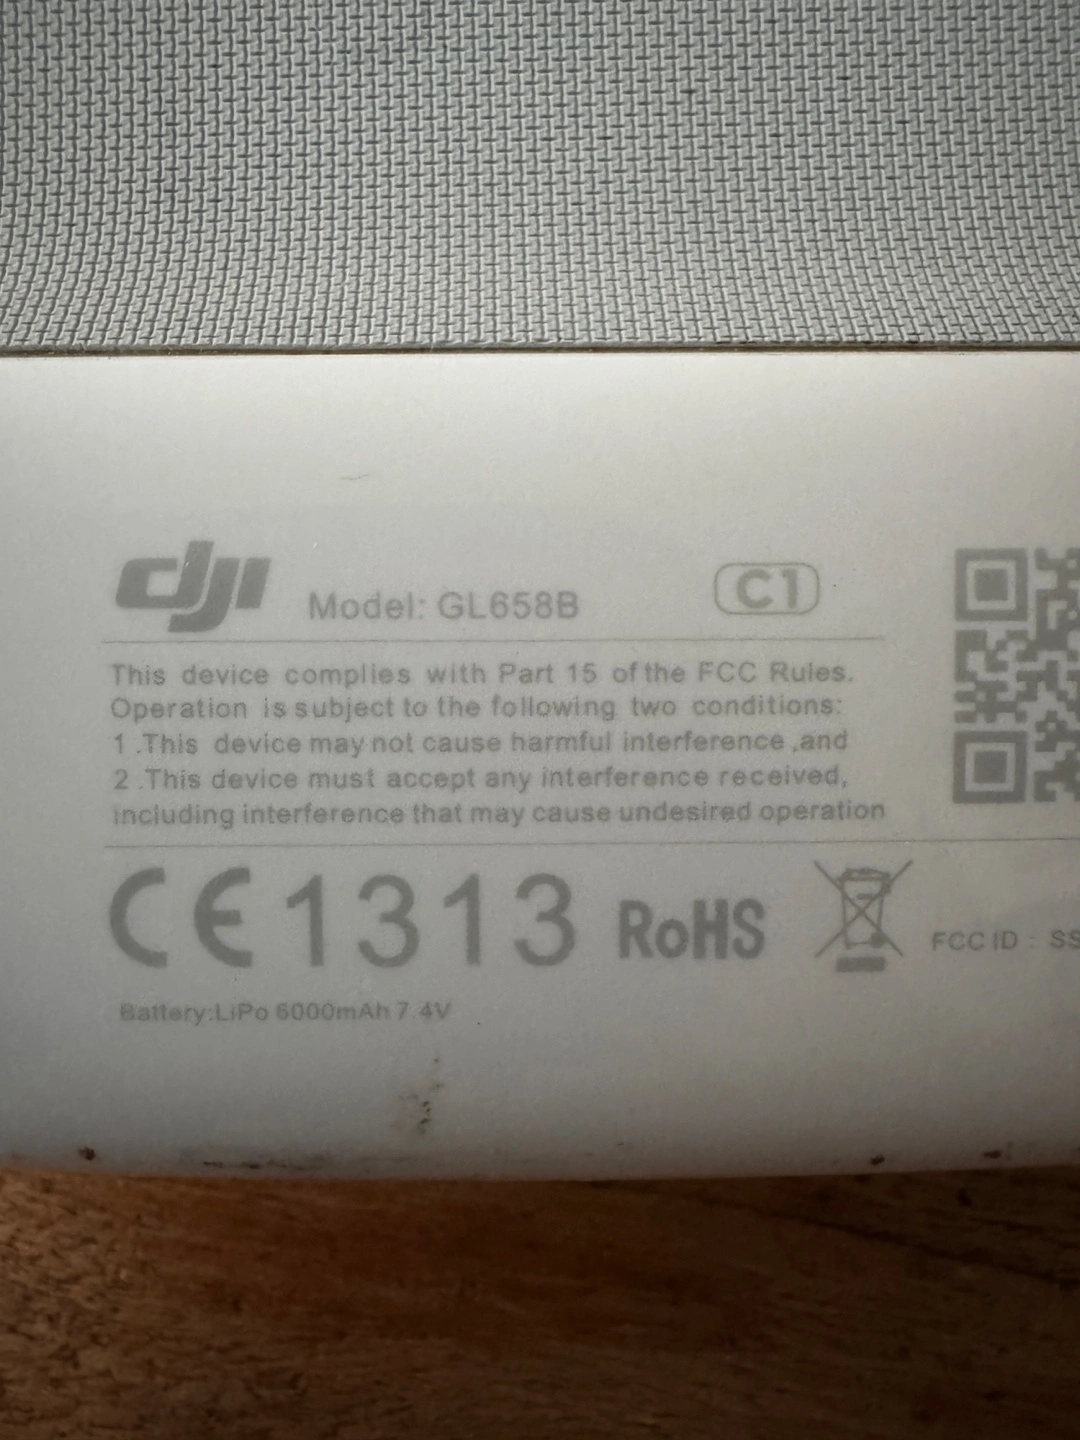 dji Model: GL658B C1
This device complies with Part 15 of the FCC Rules.
Operation is subject to the following two conditions:
1 .This device may not cause harmful interference ,and
2 .This device must accept any interference received,
including interference that may cause undesired operation
CE1313 RoHS FCC ID : SS
Battery:LiPo 6000mAh 7.4V